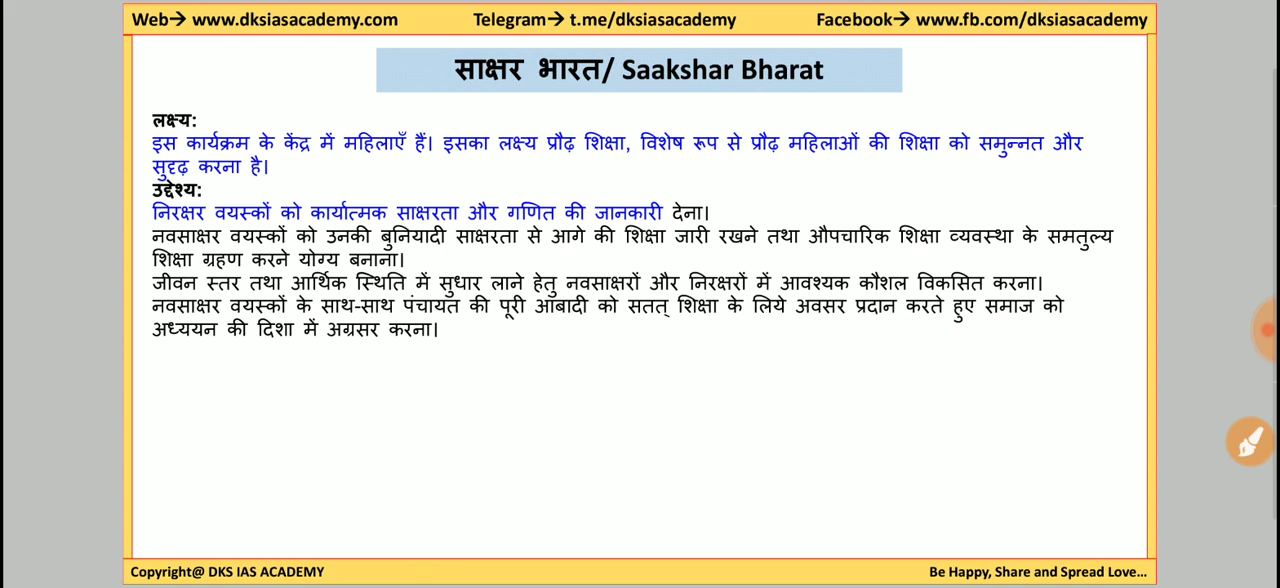 Web→ www.dksiasacademy.com Telegram→ t.me/dksiasacademy Facebook→ www.fb.com/dksiasacademy
साक्षर भारत/ Saakshar Bharat
लक्ष्य:
इस कार्यक्रम के केंद्र में महिलाएँ हैं। इसका लक्ष्य प्रौढ़ शिक्षा, विशेष रूप से प्रौढ़ महिलाओं की शिक्षा को समुन्नत और
सुदृढ़ करना है।
उद्देश्य:
निरक्षर वयस्कों को कार्यात्मक साक्षरता और गणित की जानकारी देना।
नवसाक्षर वयस्कों को उनकी बुनियादी साक्षरता से आगे की शिक्षा जारी रखने तथा औपचारिक शिक्षा व्यवस्था के समतुल्य
शिक्षा ग्रहण करने योग्य बनाना।
जीवन स्तर तथा आर्थिक स्थिति में सुधार लाने हेतु नवसाक्षरों और निरक्षरों में आवश्यक कौशल विकसित करना।
नवसाक्षर वयस्कों के साथ-साथ पंचायत की पूरी आबादी को सतत् शिक्षा के लिये अवसर प्रदान करते हुए समाज को
अध्ययन की दिशा में अग्रसर करना।
Copyright@ DKS IAS ACADEMY Be Happy, Share and Spread Love...